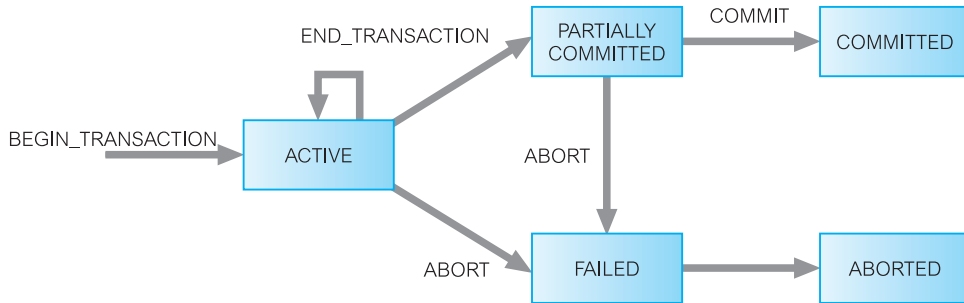 COMMIT
PARTIALLY
COMMITTED
COMMITTED
END_TRANSACTION
BEGIN_TRANSACTION
ACTIVE
ABORT
ABORT
FAILED
ABORTED